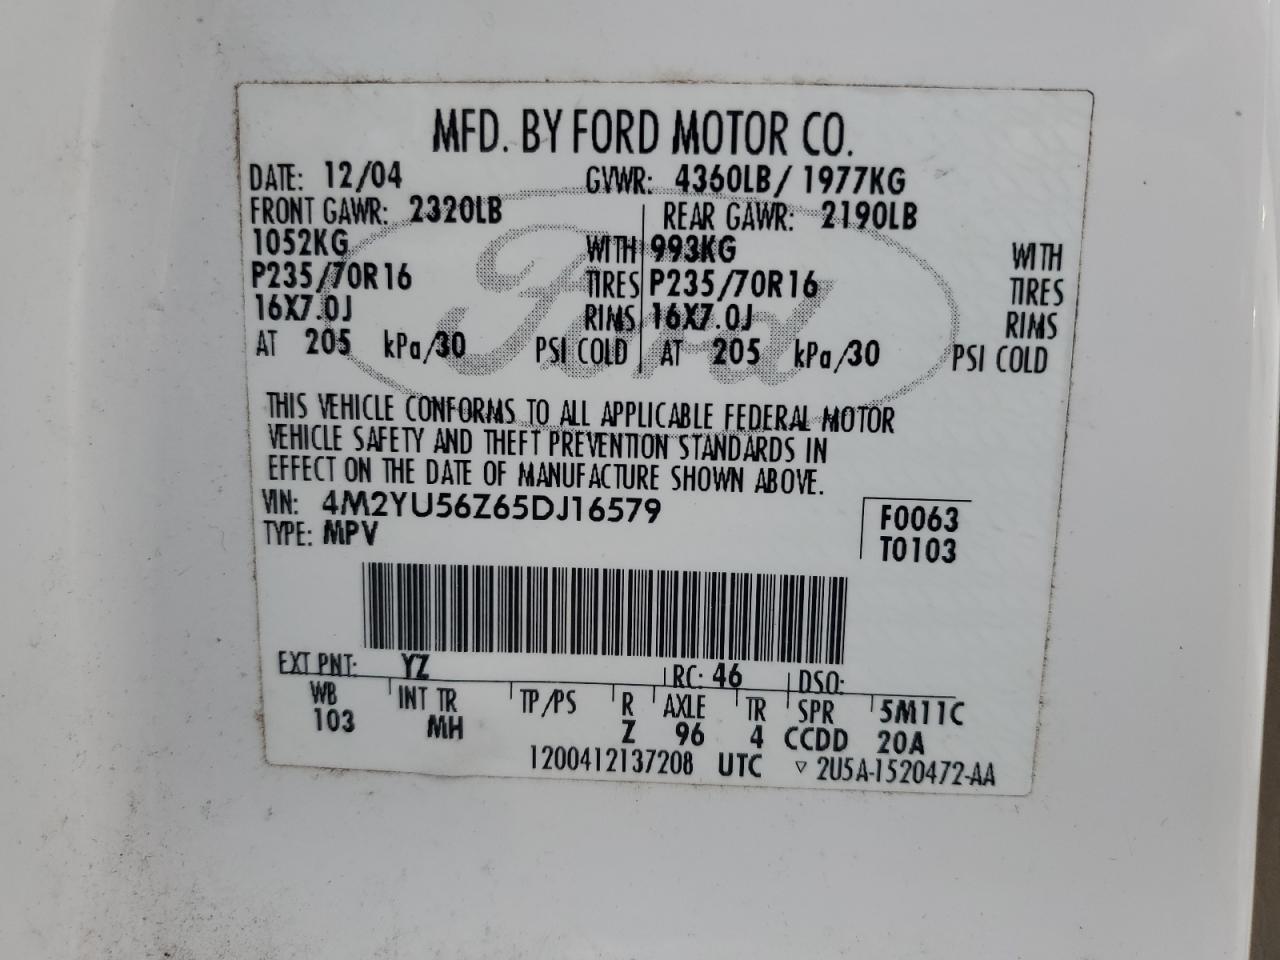 MFD. BY FORD MOTOR CO.
DATE: 12/04 GVWR: 4360LB/ 1977KG
FRONT GAWR: 2320LB REAR GAWR: 2190LB
1052KG WITH 993KG WITH
P235/70R16 TIRES P235/70R16 TIRES
16X7.0J RIMS 16X7.0J RIMS
AT 205 kPa/30 PSI COLD AT 205 kPa/30 PSI COLD
Ford
THIS VEHICLE CONFORMS TO ALL APPLICABLE FEDERAL MOTOR
VEHICLE SAFETY AND THEFT PREVENTION STANDARDS IN
EFFECT ON THE DATE OF MANUFACTURE SHOWN ABOVE.
VIN: 4M2YU56Z65DJ16579 F0063
TYPE: MPV T0103
EXT PNT: YZ RC: 46 DSO:
WB INT TR TP/PS R AXLE TR SPR 5M11C
103 MH Z 96 4 CCDD 20A
1200412137208 UTC ▽ 2U5A-1520472-AA